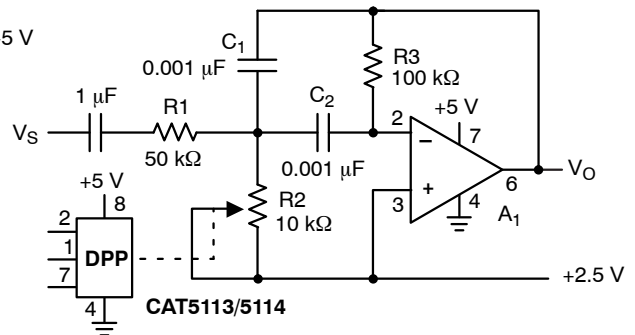 5 V
C1
0.001 μF
R3
100 kΩ
1 μF
R1
C2
+5 V
VS
2
7
50 kΩ
0.001 μF
−
6
VO
+5 V
R2
+
8
10 kΩ
3
4
A1
2
1
DPP
7
+2.5 V
4
CAT5113/5114